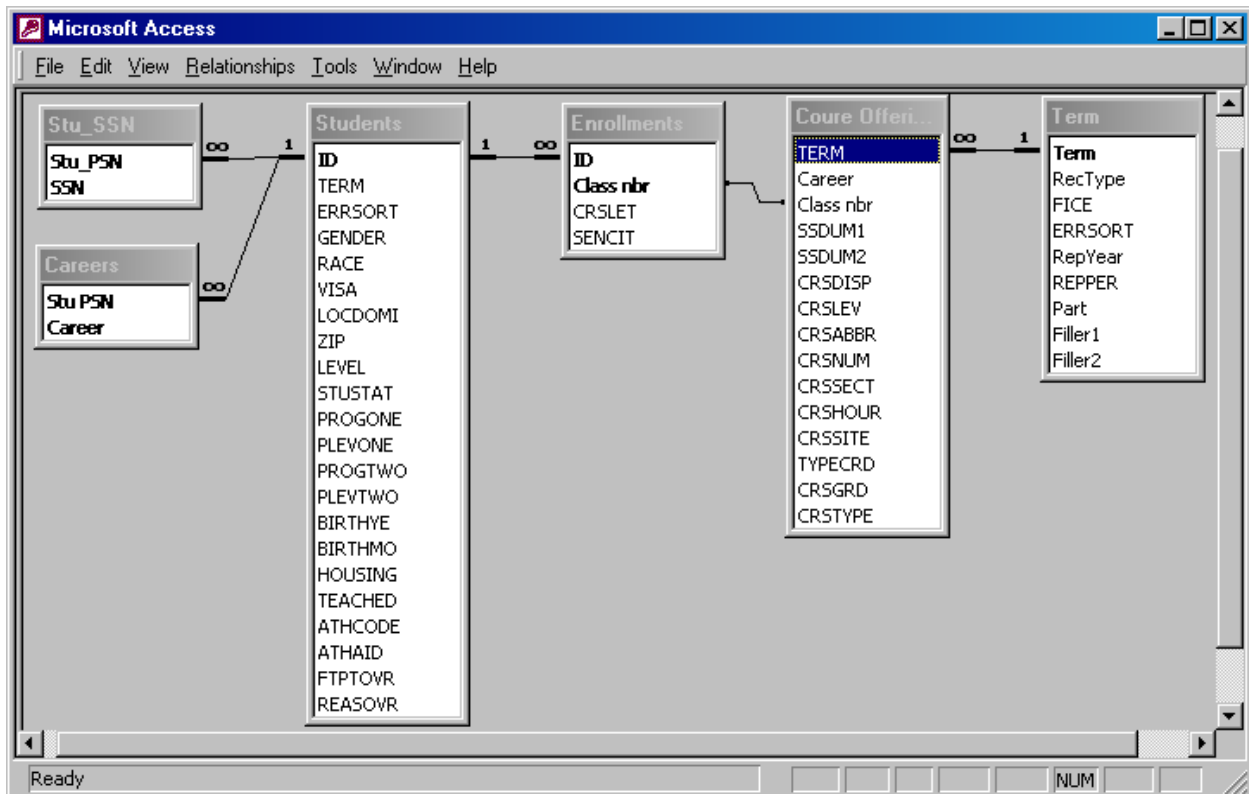 Microsoft Access
File Edit View Relationships Tools Window Help
Stu_SSN
Stu_PSN
SSN
∞
1
Careers
Stu PSN
Career
∞
Students
ID
TERM
ERRSORT
GENDER
RACE
VISA
LOCDOMI
ZIP
LEVEL
STUSTAT
PROGONE
PLEVONE
PROGTWO
PLEVTWO
BIRTHYE
BIRTHMO
HOUSING
TEACHED
ATHCODE
ATHAID
FTPTOVR
REASOVR
1
∞
Enrollments
ID
Class nbr
CRSLET
SENCIT
Coure Offeri...
TERM
Career
Class nbr
SSDUM1
SSDUM2
CRSDISP
CRSLEV
CRSABBR
CRSNUM
CRSSECT
CRSHOUR
CRSSITE
TYPECRD
CRSGRD
CRSTYPE
∞
1
Term
Term
RecType
FICE
ERRSORT
RepYear
REPPER
Part
Filler1
Filler2
Ready
NUM